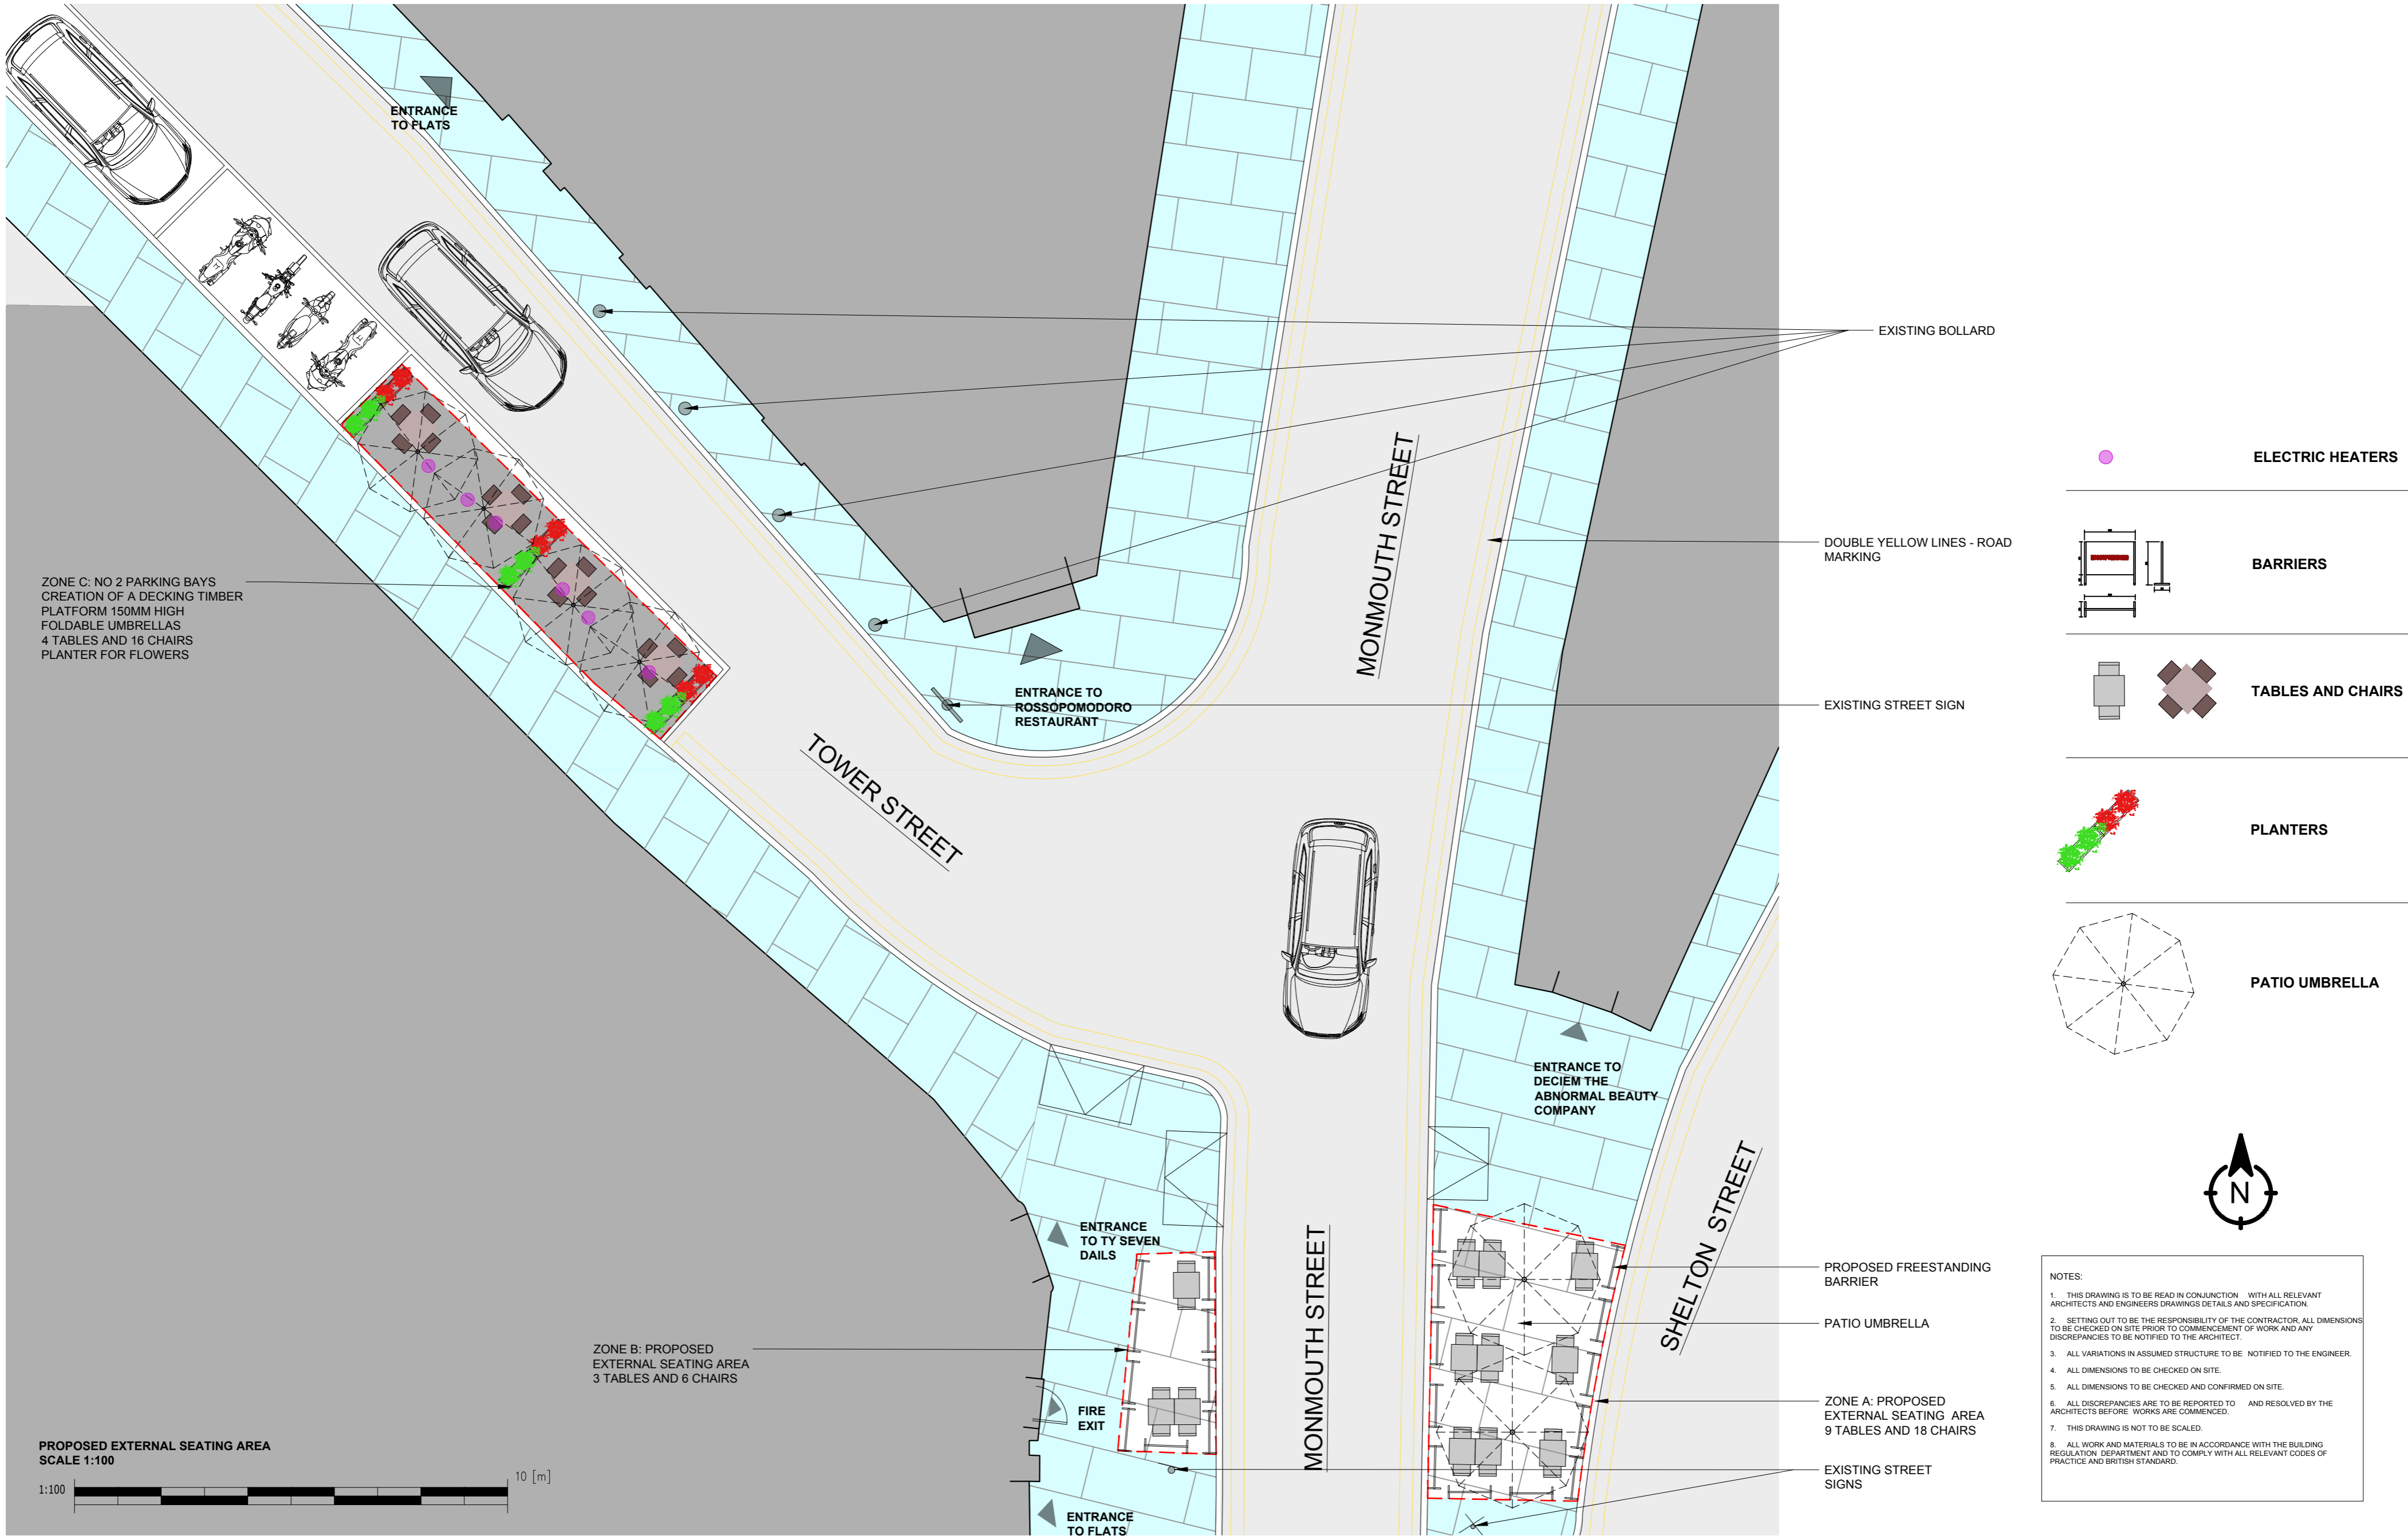 ENTRANCE
TO FLATS
EXISTING BOLLARD
MONMOUTH STREET
ELECTRIC HEATERS
DOUBLE YELLOW LINES - ROAD
MARKING
BARRIERS
ZONE C: NO 2 PARKING BAYS
CREATION OF A DECKING TIMBER
PLATFORM 150MM HIGH
FOLDABLE UMBRELLAS
4 TABLES AND 16 CHAIRS
PLANTER FOR FLOWERS
ENTRANCE TO
ROSSOPOMODORO
RESTAURANT
EXISTING STREET SIGN
TABLES AND CHAIRS
TOWER STREET
PLANTERS
PATIO UMBRELLA
ENTRANCE TO
DECIEM THE
ABNORMAL BEAUTY
COMPANY
SHELTON STREET
N
ENTRANCE
TO TY SEVEN
DAILS
MONMOUTH STREET
PROPOSED FREESTANDING
BARRIER
PATIO UMBRELLA
ZONE B: PROPOSED
EXTERNAL SEATING AREA
3 TABLES AND 6 CHAIRS
FIRE
EXIT
ZONE A: PROPOSED
EXTERNAL SEATING AREA
9 TABLES AND 18 CHAIRS
EXISTING STREET
SIGNS
ENTRANCE
TO FLATS
PROPOSED EXTERNAL SEATING AREA
SCALE 1:100
1:100
10 [m]
NOTES:
1. THIS DRAWING IS TO BE READ IN CONJUNCTION WITH ALL RELEVANT
ARCHITECTS AND ENGINEERS DRAWINGS DETAILS AND SPECIFICATION.
2. SETTING OUT TO BE THE RESPONSIBILITY OF THE CONTRACTOR, ALL DIMENSIONS
TO BE CHECKED ON SITE PRIOR TO COMMENCEMENT OF WORK AND ANY
DISCREPANCIES TO BE NOTIFIED TO THE ARCHITECT.
3. ALL VARIATIONS IN ASSUMED STRUCTURE TO BE NOTIFIED TO THE ENGINEER.
4. ALL DIMENSIONS TO BE CHECKED ON SITE.
5. ALL DIMENSIONS TO BE CHECKED AND CONFIRMED ON SITE.
6. ALL DISCREPANCIES ARE TO BE REPORTED TO AND RESOLVED BY THE
ARCHITECTS BEFORE WORKS ARE COMMENCED.
7. THIS DRAWING IS NOT TO BE SCALED.
8. ALL WORK AND MATERIALS TO BE IN ACCORDANCE WITH THE BUILDING
REGULATION DEPARTMENT AND TO COMPLY WITH ALL RELEVANT CODES OF
PRACTICE AND BRITISH STANDARD.